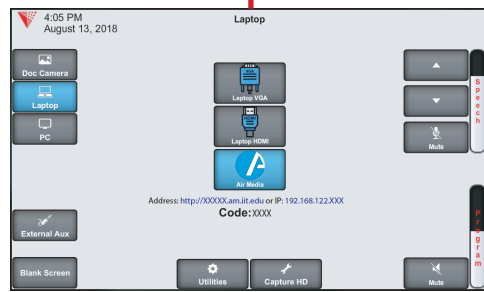 4:05 PM
August 13, 2018
Laptop
Doc Camera
Laptop
PC
External Aux
Blank Screen
VGA
Laptop VGA
HDMI
Laptop HDMI
Air Media
Address: http://XXXXX.am.iit.edu or IP: 192.168.122.XXX
Code: XXXX
Utilities
Capture HD
Speech
Mute
Program
Mute